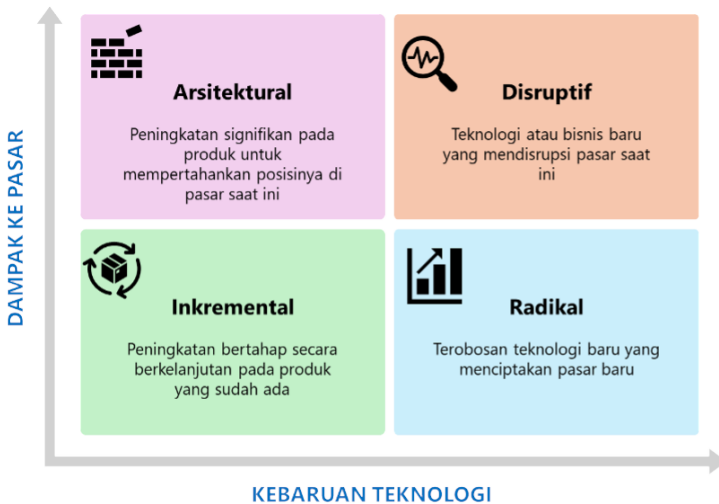 DAMPAK KE PASAR
Arsitektural
Peningkatan signifikan pada
produk untuk
mempertahankan posisinya di
pasar saat ini
Disruptif
Teknologi atau bisnis baru
yang mendisrupsi pasar saat
ini
Inkremental
Peningkatan bertahap secara
berkelanjutan pada produk
yang sudah ada
Radikal
Terobosan teknologi baru yang
menciptakan pasar baru
KEBARUAN TEKNOLOGI